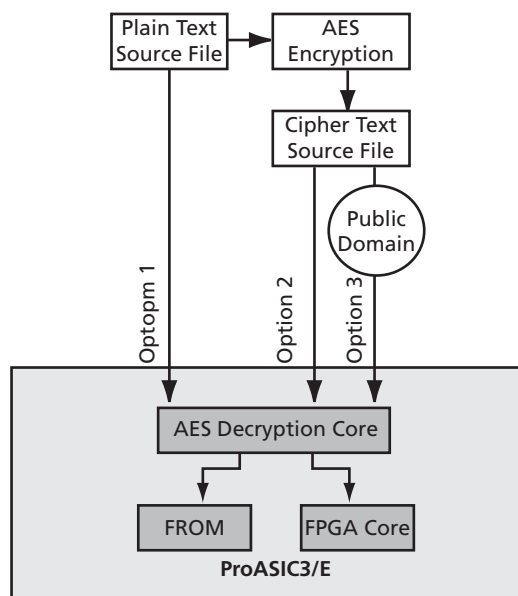 Plain Text
Source File
AES
Encryption
Cipher Text
Source File
Public
Domain
Optopm 1
Option 2
Option 3
AES Decryption Core
FROM
FPGA Core
ProASIC3/E